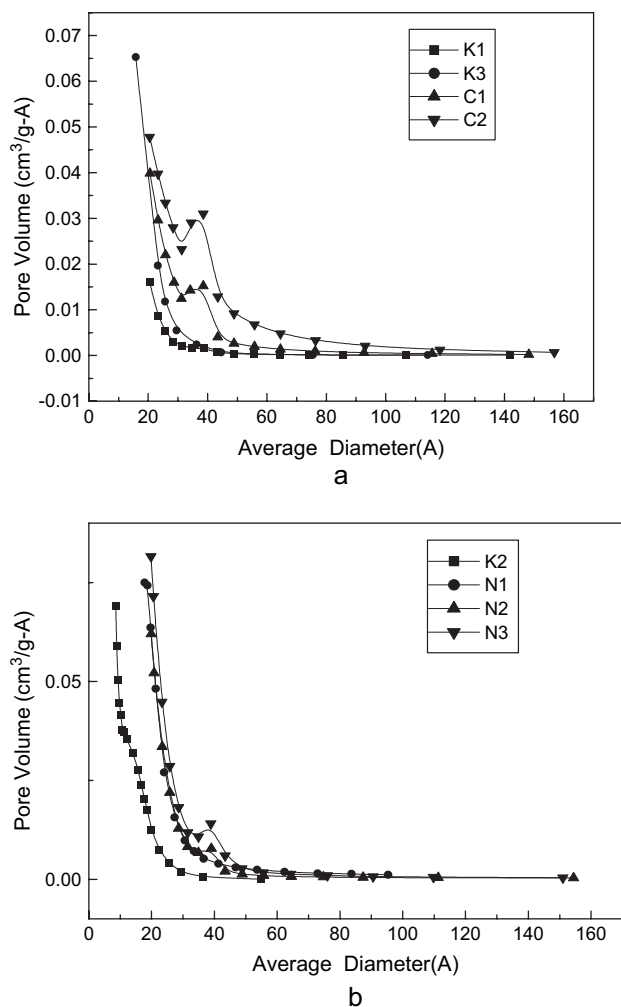 0.07
0.06
0.05
0.04
0.03
0.02
0.01
0.00
-0.01
Pore Volume (cm³/g-A)
K1
K3
C1
C2
0 20 40 60 80 100 120 140 160
Average Diameter(A)
a
0.05
0.00
Pore Volume (cm³/g-A)
K2
N1
N2
N3
0 20 40 60 80 100 120 140 160
Average Diameter(A)
b